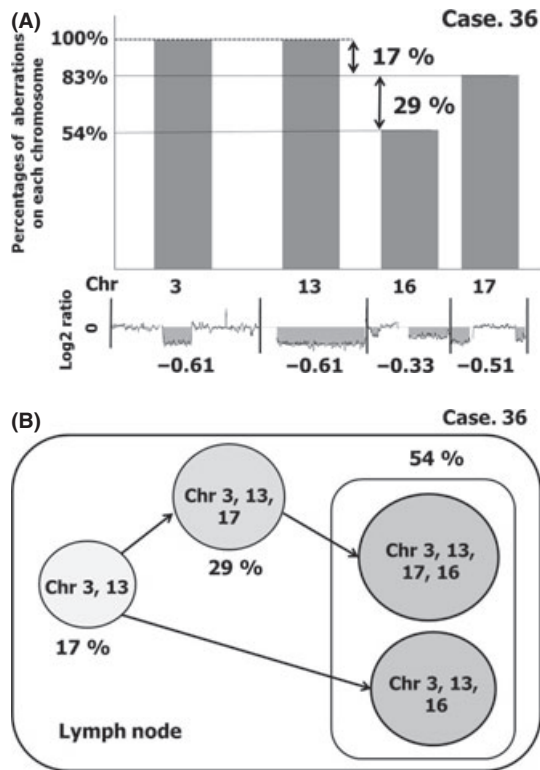 (A)
Case. 36
Percentages of aberrations
on each chromosome
100%
83%
54%
17 %
29 %
Chr 3 13 16 17
Log2 ratio
0
−0.61 −0.61 −0.33 −0.51
(B)
Case. 36
54 %
Chr 3, 13,
17
29 %
Chr 3, 13
17 %
Chr 3, 13,
17, 16
Chr 3, 13,
16
Lymph node